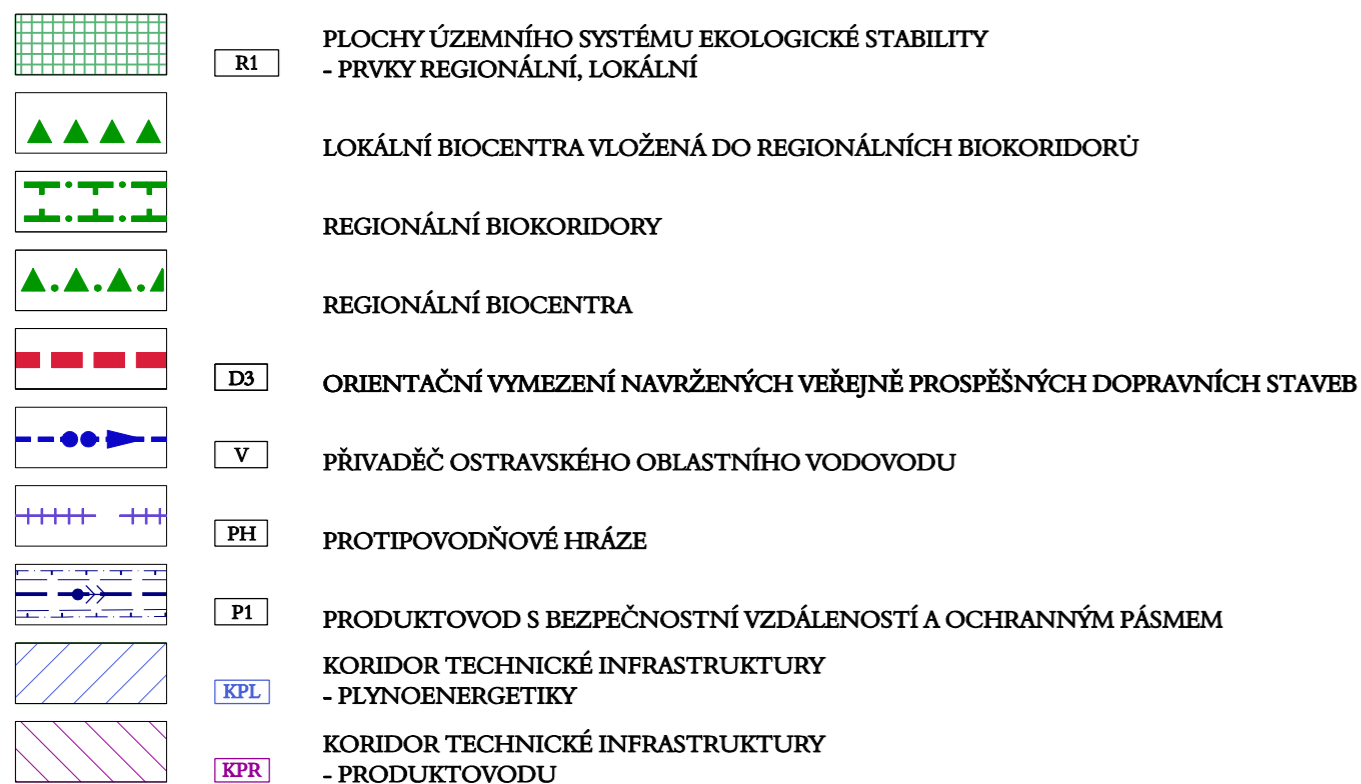 PLOCHY ÚZEMNÍHO SYSTÉMU EKOLOGICKÉ STABILITY
R1 - PRVKY REGIONÁLNÍ, LOKÁLNÍ
LOKÁLNÍ BIOCENTRA VLOŽENÁ DO REGIONÁLNÍCH BIOKORIDORŮ
REGIONÁLNÍ BIOKORIDORY
REGIONÁLNÍ BIOCENTRA
D3 ORIENTAČNÍ VYMEZENÍ NAVRŽENÝCH VEŘEJNĚ PROSPĚŠNÝCH DOPRAVNÍCH STAVEB
V PŘIVADĚČ OSTRAVSKÉHO OBLASTNÍHO VODOVODU
PH PROTIPOVODŇOVÉ HRÁZE
P1 PRODUKTOVOD S BEZPEČNOSTNÍ VZDÁLENOSTÍ A OCHRANNÝM PÁSMEM
KORIDOR TECHNICKÉ INFRASTRUKTURY
KPL - PLYNOENERGETIKY
KORIDOR TECHNICKÉ INFRASTRUKTURY
KPR - PRODUKTOVODU